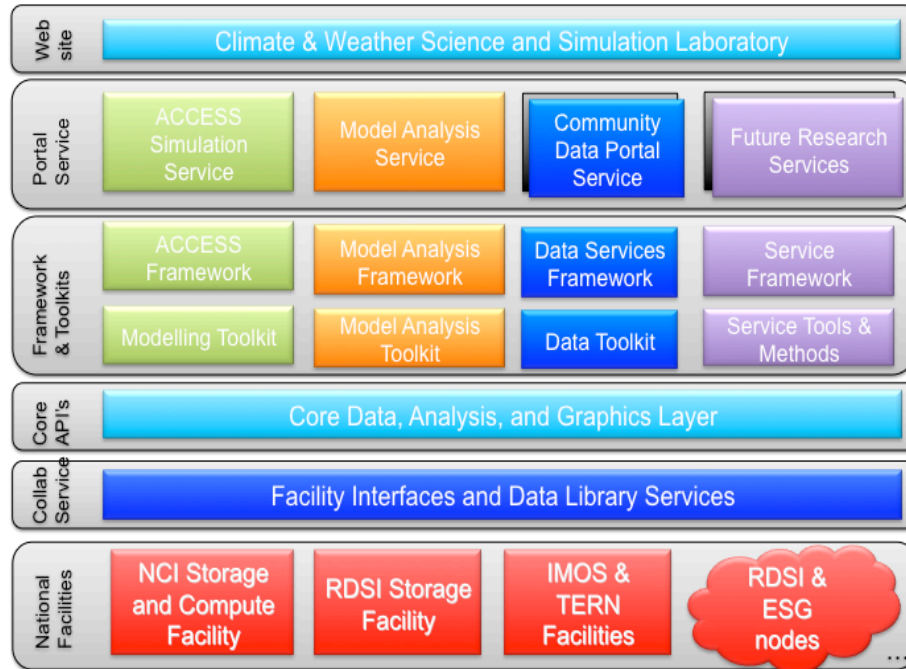 Web
site
Climate & Weather Science and Simulation Laboratory
Portal
Service
ACCESS
Simulation
Service
Model Analysis
Service
Community
Data Portal
Service
Future Research
Services
Framework
& Toolkits
ACCESS
Framework
Model Analysis
Framework
Data Services
Framework
Service
Framework
Modelling Toolkit
Model Analysis
Toolkit
Data Toolkit
Service Tools &
Methods
Core
API's
Core Data, Analysis, and Graphics Layer
Collab
Service
Facility Interfaces and Data Library Services
National
Facilities
NCI Storage
and Compute
Facility
RDSI Storage
Facility
IMOS &
TERN
Facilities
RDSI &
ESG
nodes
...